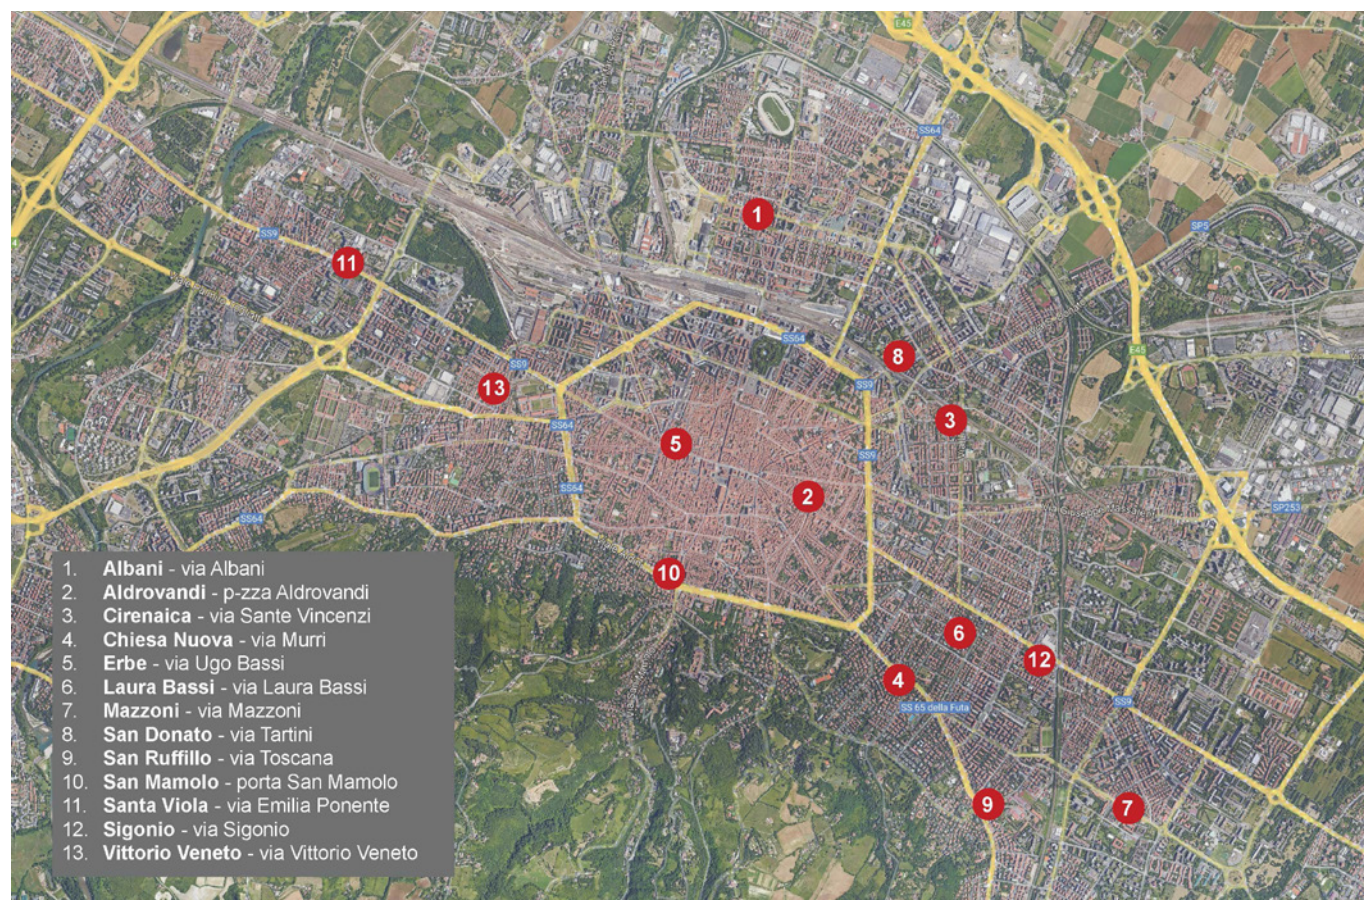 E45
SS64
1
SP5
SS9
11
SS64
8
E45
SS9
13
SS9
3
SS64
5
SS9
2
SS64
SS64
SP253
10
6
12
4
SS 65 della Futa
SS9
9
7
1. Albani - via Albani
2. Aldrovandi - p-zza Aldrovandi
3. Cirenaica - via Sante Vincenzi
4. Chiesa Nuova - via Murri
5. Erbe - via Ugo Bassi
6. Laura Bassi - via Laura Bassi
7. Mazzoni - via Mazzoni
8. San Donato - via Tartini
9. San Ruffillo - via Toscana
10. San Mamolo - porta San Mamolo
11. Santa Viola - via Emilia Ponente
12. Sigonio - via Sigonio
13. Vittorio Veneto - via Vittorio Veneto